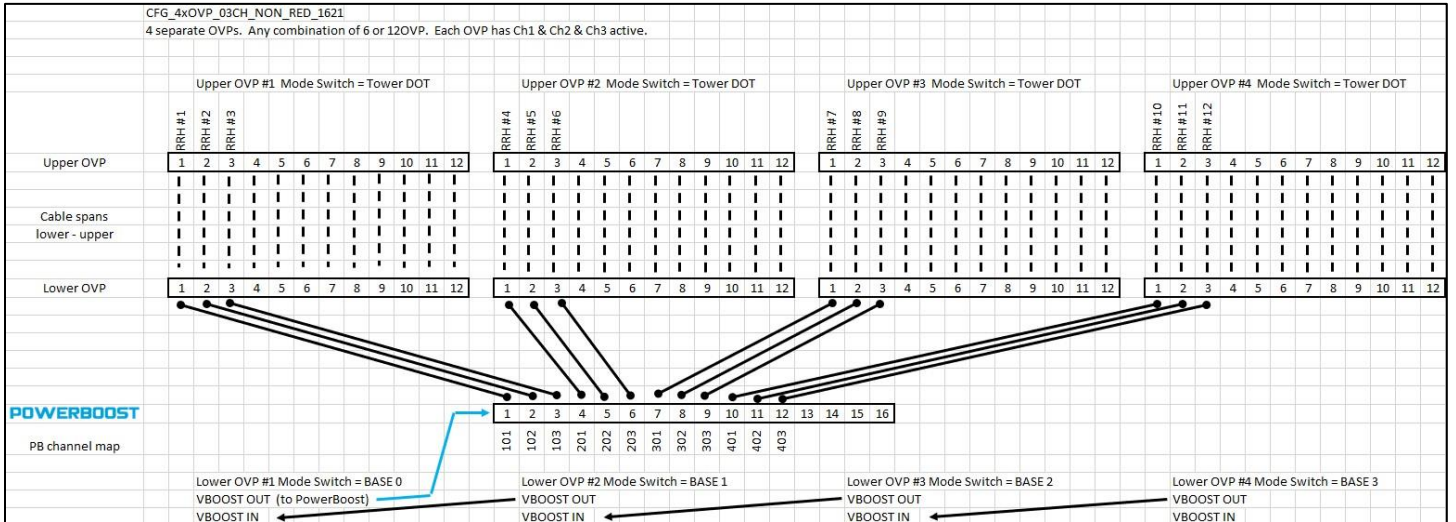 CFG_4xOVP_03CH_NON_RED_1621
4 separate OVPs.  Any combination of 6 or 12OVP.  Each OVP has Ch1 & Ch2 & Ch3 active.
Upper OVP #1  Mode Switch = Tower DOT
Upper OVP #2  Mode Switch = Tower DOT
Upper OVP #3  Mode Switch = Tower DOT
Upper OVP #4  Mode Switch = Tower DOT
RRH #1
RRH #2
RRH #3
RRH #4
RRH #5
RRH #6
RRH #7
RRH #8
RRH #9
RRH #10
RRH #11
RRH #12
Upper OVP
1 2 3 4 5 6 7 8 9 10 11 12
1 2 3 4 5 6 7 8 9 10 11 12
1 2 3 4 5 6 7 8 9 10 11 12
1 2 3 4 5 6 7 8 9 10 11 12
Cable spans
lower - upper
Lower OVP
1 2 3 4 5 6 7 8 9 10 11 12
1 2 3 4 5 6 7 8 9 10 11 12
1 2 3 4 5 6 7 8 9 10 11 12
1 2 3 4 5 6 7 8 9 10 11 12
POWERBOOST
1 2 3 4 5 6 7 8 9 10 11 12 13 14 15 16
PB channel map
101
102
103
201
202
203
301
302
303
401
402
403
Lower OVP #1 Mode Switch = BASE 0
VBOOST OUT  (to PowerBoost)
VBOOST IN
Lower OVP #2 Mode Switch = BASE 1
VBOOST OUT
VBOOST IN
Lower OVP #3 Mode Switch = BASE 2
VBOOST OUT
VBOOST IN
Lower OVP #4 Mode Switch = BASE 3
VBOOST OUT
VBOOST IN